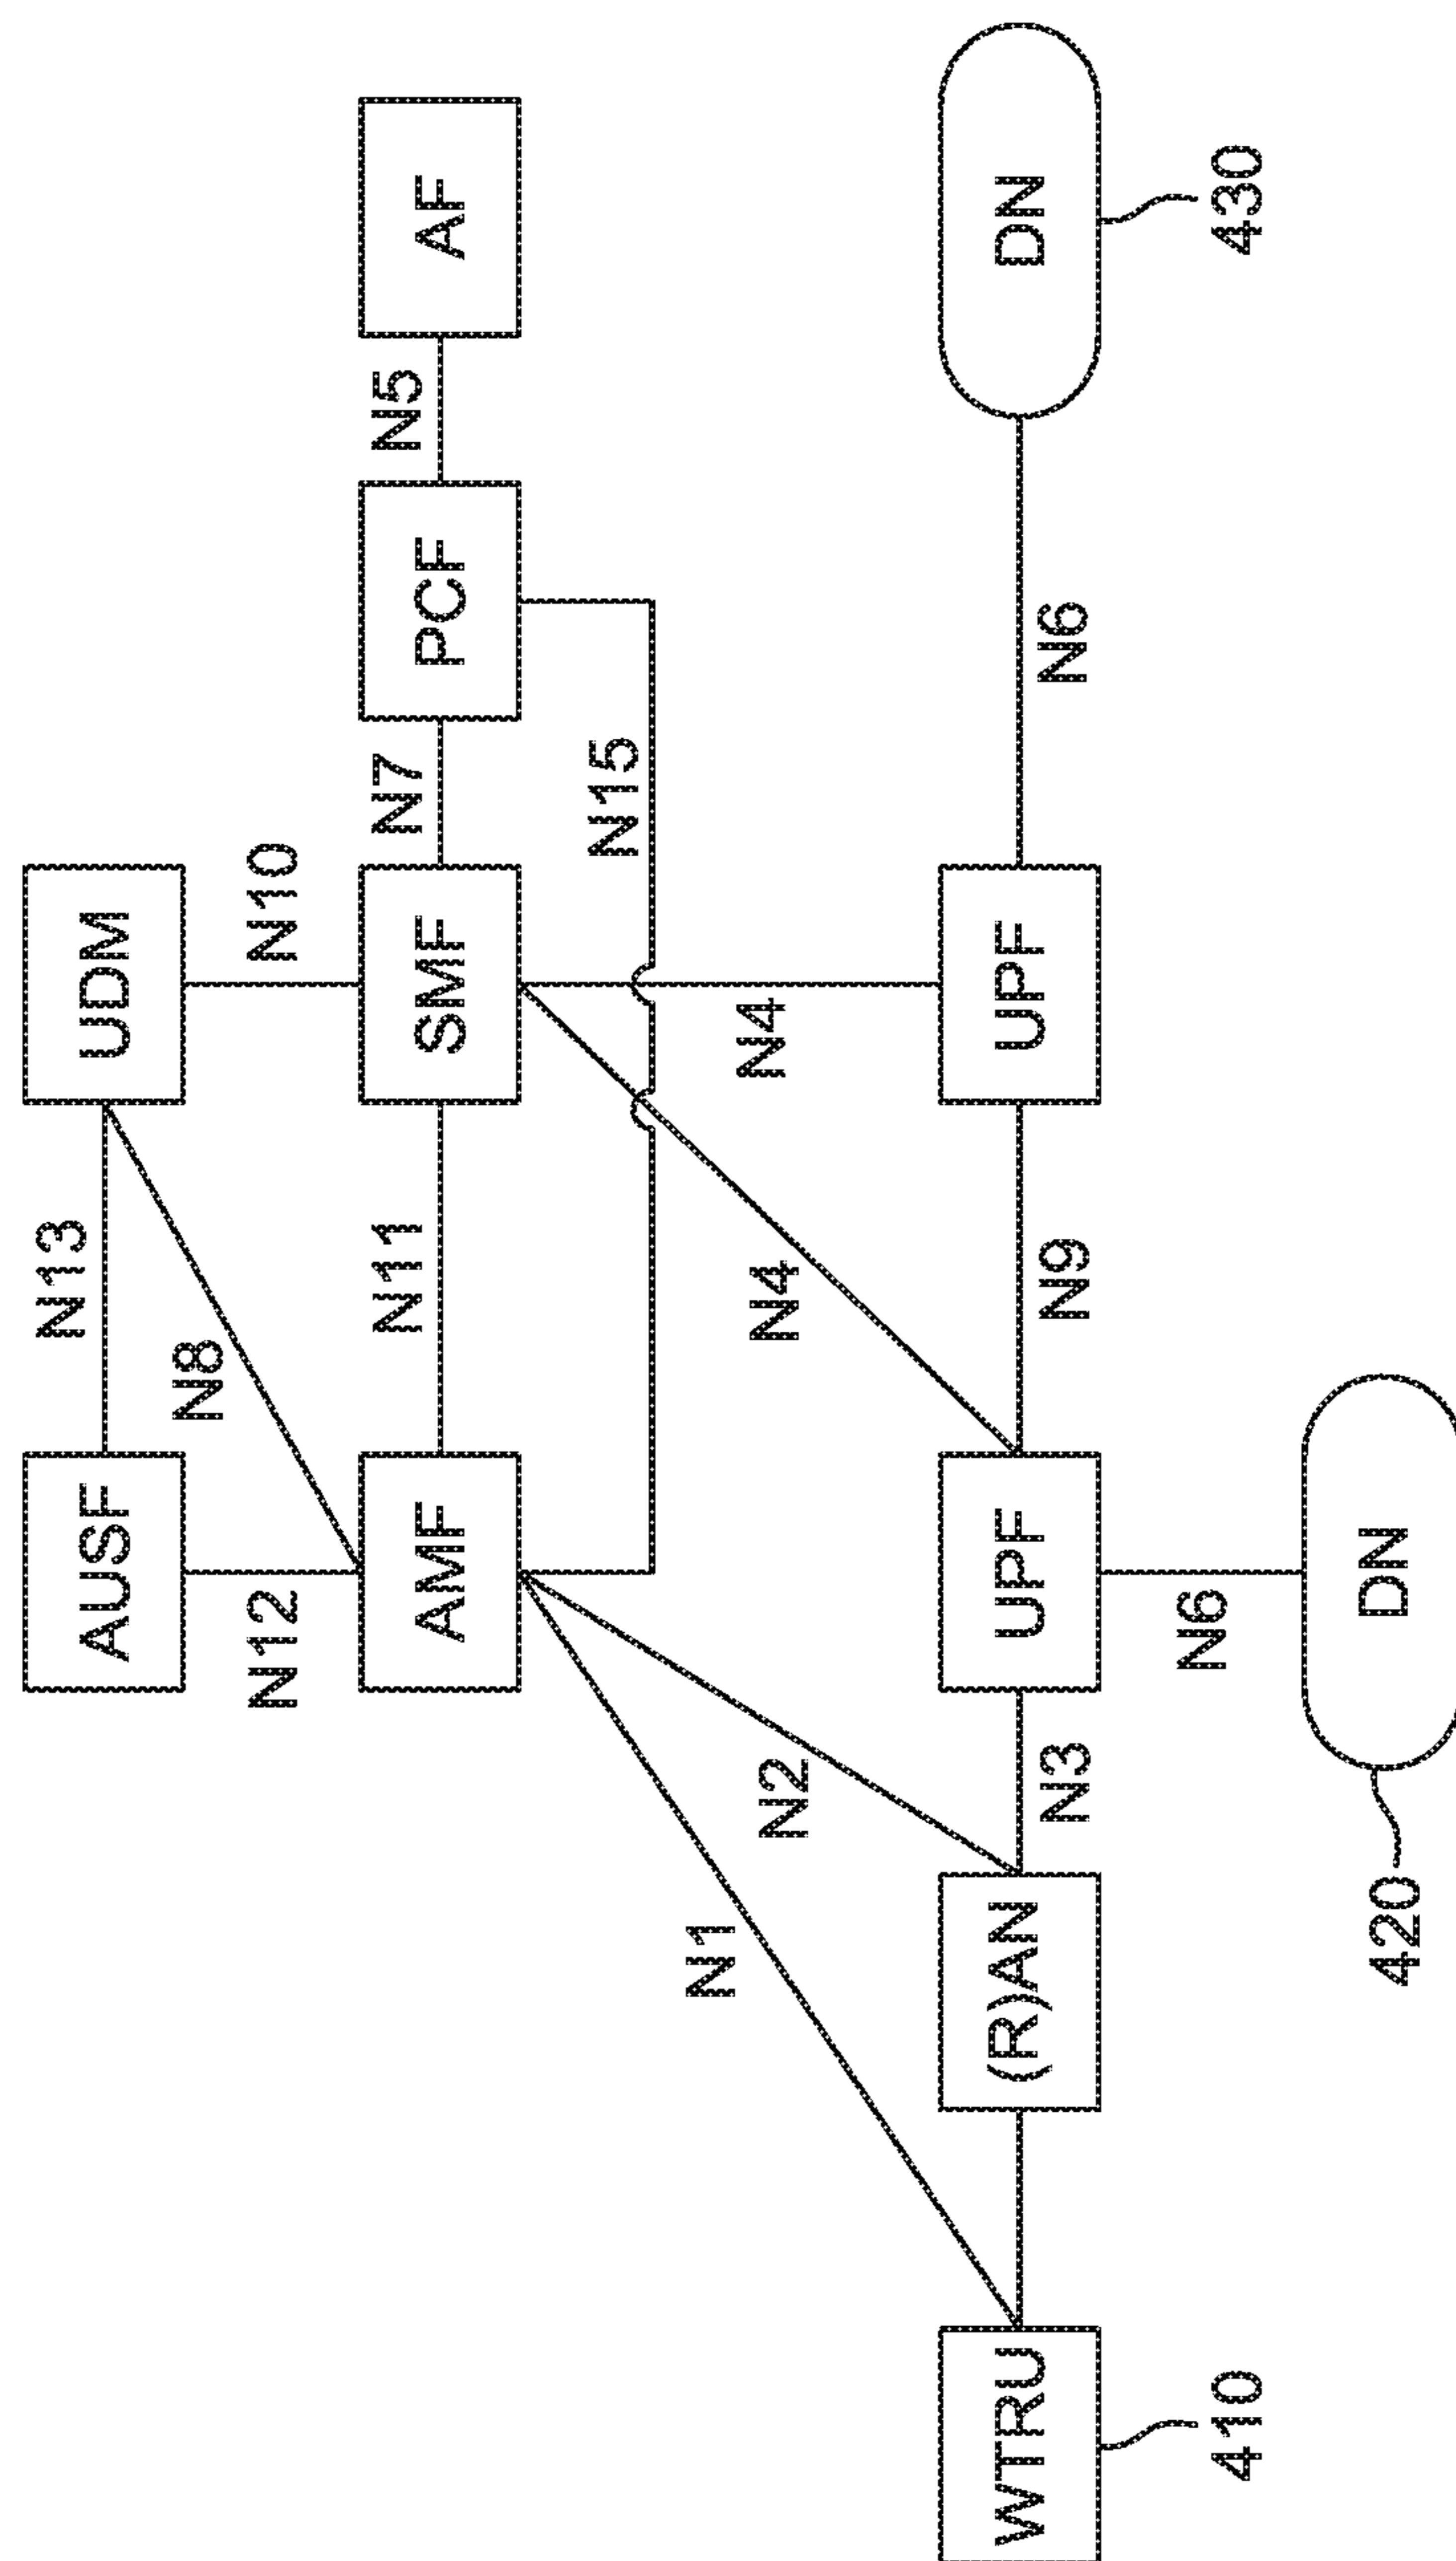 AUSF
N13
UDM
N8
N12
N10
AMF
N11
SMF
N7
PCF
N5
AF
N15
N1
N2
N4
N4
WTRU
(R)AN
N3
UPF
N9
UPF
N6
DN
410
430
N6
420
DN